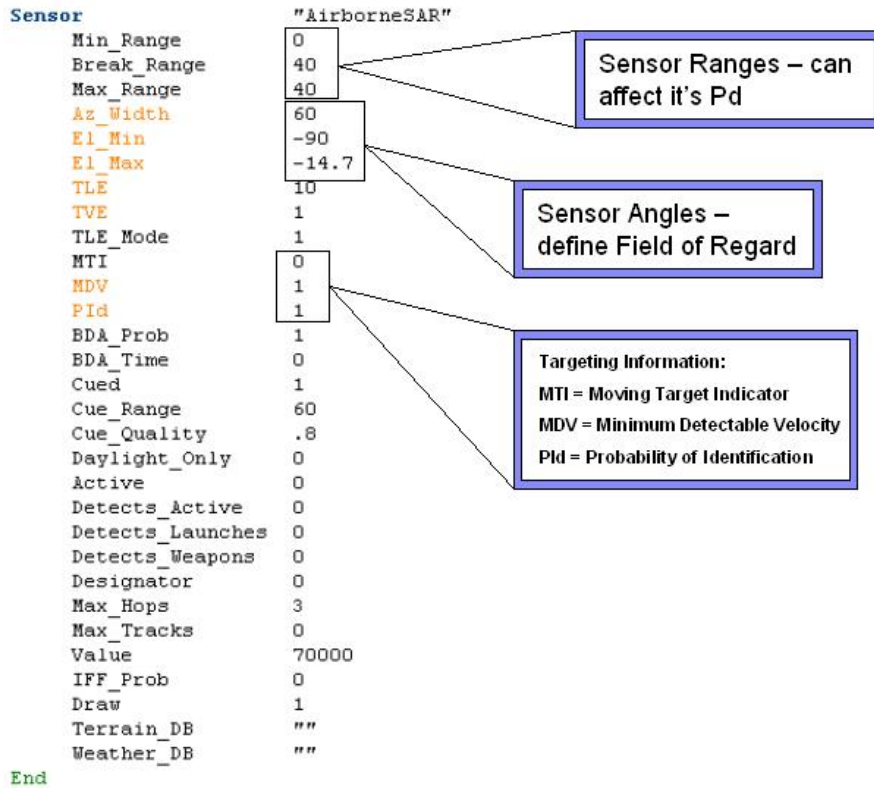 Sensor "AirborneSAR"
Min_Range 0
Break_Range 40
Max_Range 40
Az_Width 60
El_Min -90
El_Max -14.7
TLE 10
TVE 1
TLE_Mode 1
MTI 0
MDV 1
PId 1
BDA_Prob 1
BDA_Time 0
Cued 1
Cue_Range 60
Cue_Quality .8
Daylight_Only 0
Active 0
Detects_Active 0
Detects_Launches 0
Detects_Weapons 0
Designator 0
Max_Hops 3
Max_Tracks 0
Value 70000
IFF_Prob 0
Draw 1
Terrain_DB ""
Weather_DB ""
End
Sensor Ranges – can
affect it's Pd
Sensor Angles –
define Field of Regard
Targeting Information:
MTI = Moving Target Indicator
MDV = Minimum Detectable Velocity
PId = Probability of Identification